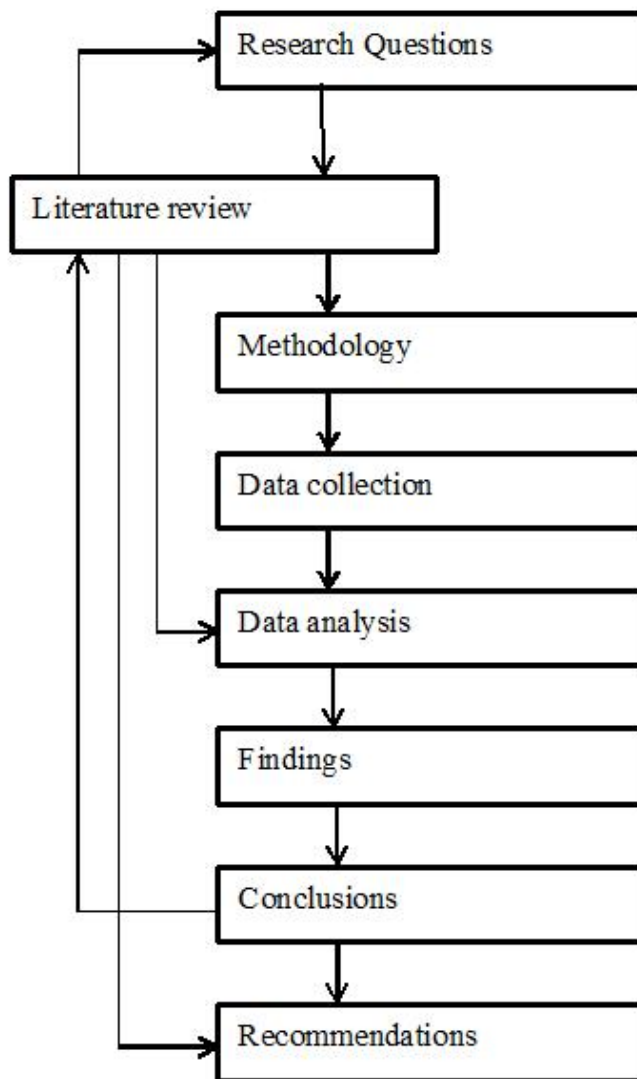 Research Questions
Literature review
Methodology
Data collection
Data analysis
Findings
Conclusions
Recommendations